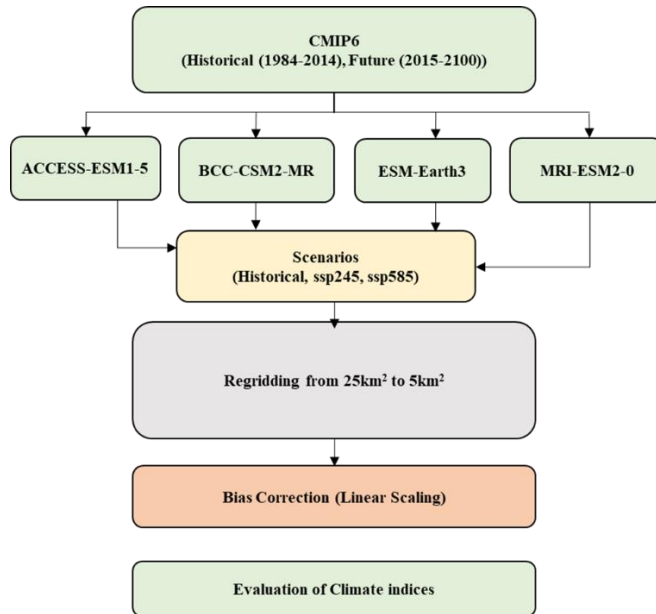 CMIP6
(Historical (1984-2014), Future (2015-2100))
ACCESS-ESM1-5
BCC-CSM2-MR
ESM-Earth3
MRI-ESM2-0
Scenarios
(Historical, ssp245, ssp585)
Regridding from 25km² to 5km²
Bias Correction (Linear Scaling)
Evaluation of Climate indices